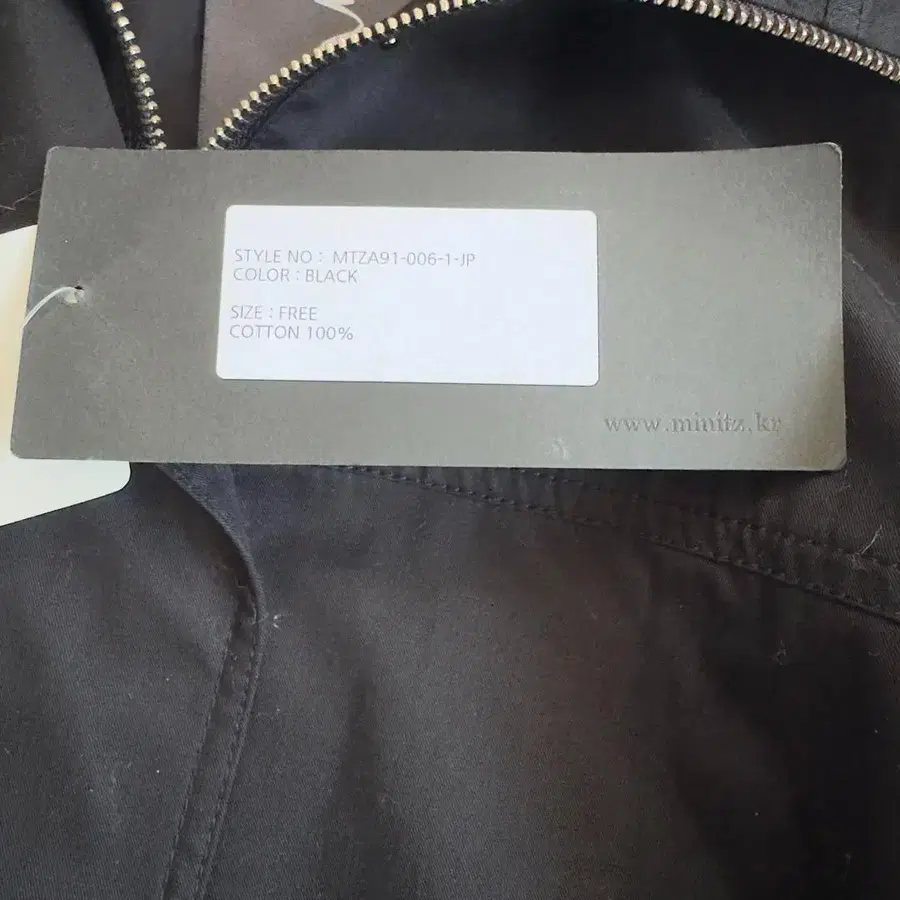 STYLE NO : MTZA91-006-1-JP
COLOR : BLACK
SIZE : FREE
COTTON 100%
www.minitz.kr